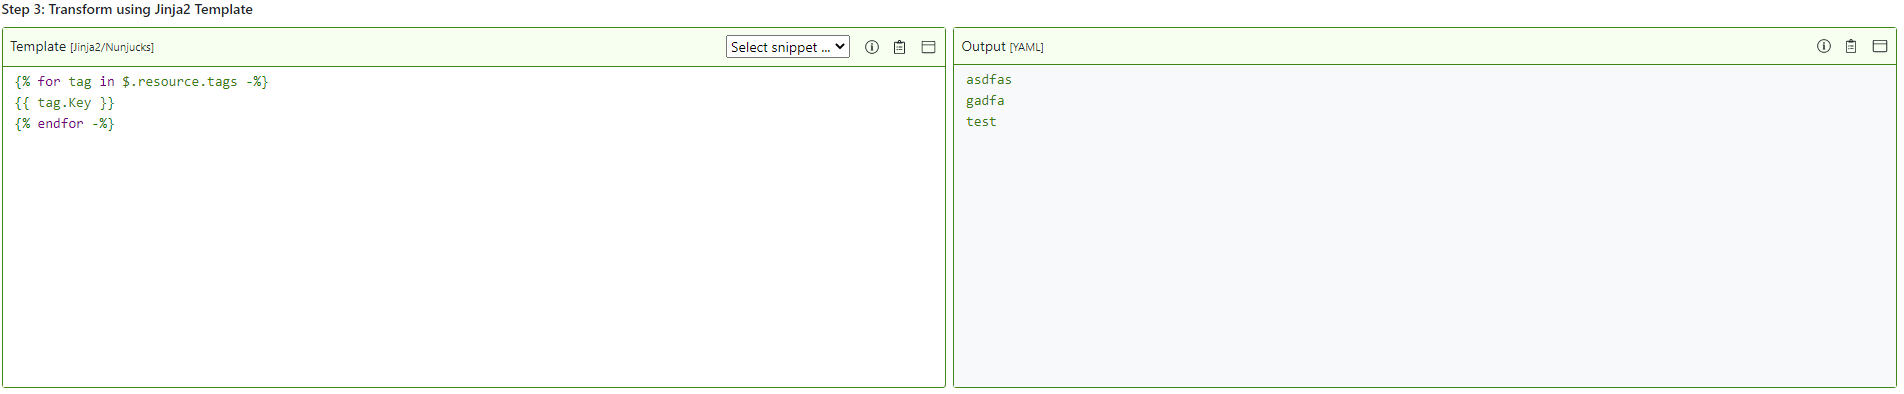 Step 3: Transform using Jinja2 Template
Template [Jinja2/Nunjucks]
Select snippet ...
{% for tag in $.resource.tags -%}
{{ tag.Key }}
{% endfor -%}
Output [YAML]
asdfas
gadfa
test